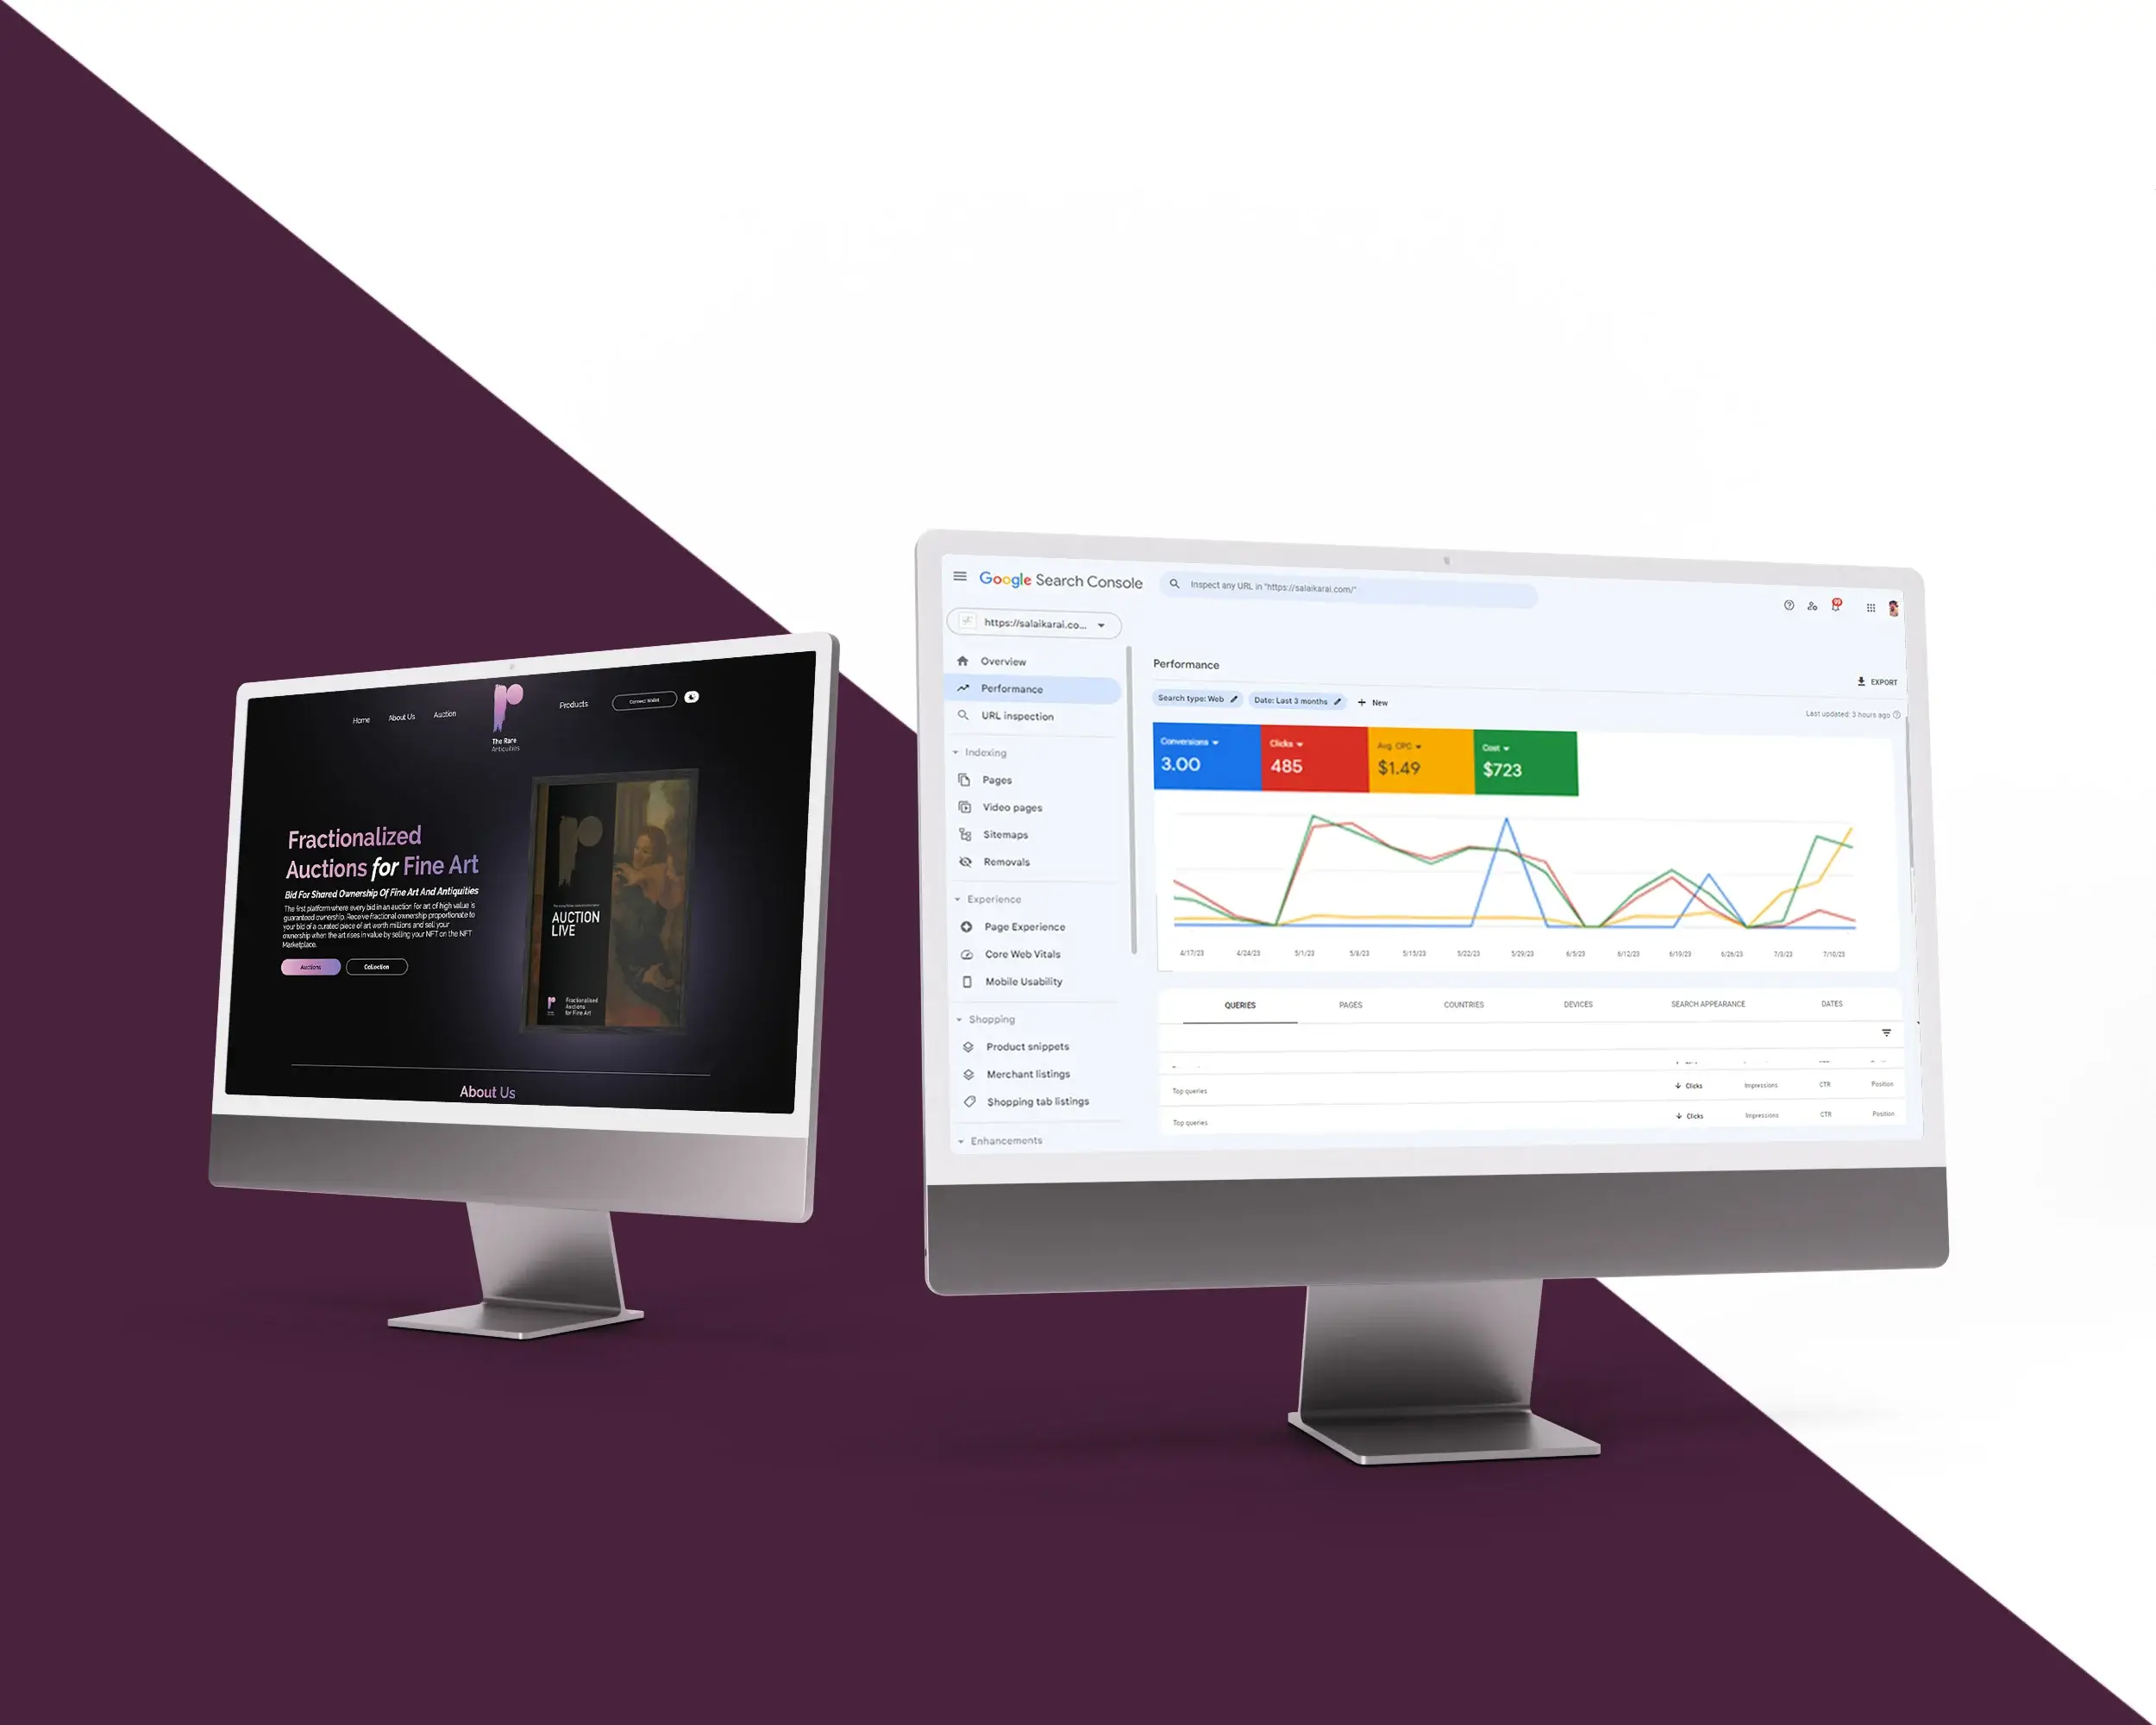 Home
About Us
Auction
Products
Connect Wallet
The Rare
Antiquities
Fractionalized
Auctions for Fine Art
Bid For Shared Ownership Of Fine Art And Antiquities
The first platform where every bid in an auction for art of high value is
guaranteed ownership. Receive fractional ownership proportionate to
your bid of a curated piece of art worth millions and sell your
ownership when the art rises in value by selling your NFT on the NFT
Marketplace.
Auctions
Collection
AUCTION
LIVE
Fractionalised
Auctions
for Fine Art
About Us
Google Search Console
Inspect any URL in "https://salaikarai.com/"
https://salaikarai.co...
Overview
Performance
URL inspection
Indexing
Pages
Video pages
Sitemaps
Removals
Experience
Page Experience
Core Web Vitals
Mobile Usability
Shopping
Product snippets
Merchant listings
Shopping tab listings
Enhancements
Performance
EXPORT
Search type: Web
Date: Last 3 months
+ New
Last updated: 3 hours ago
Conversions
3.00
Clicks
485
Avg. CPC
$1.49
Cost
$723
4/17/23 4/24/23 5/1/23 5/8/23 5/15/23 5/22/23 5/29/23 6/5/23 6/12/23 6/19/23 6/26/23 7/3/23 7/10/23
QUERIES PAGES COUNTRIES DEVICES SEARCH APPEARANCE DATES
Top queries Clicks Impressions CTR Position
Top queries Clicks Impressions CTR Position